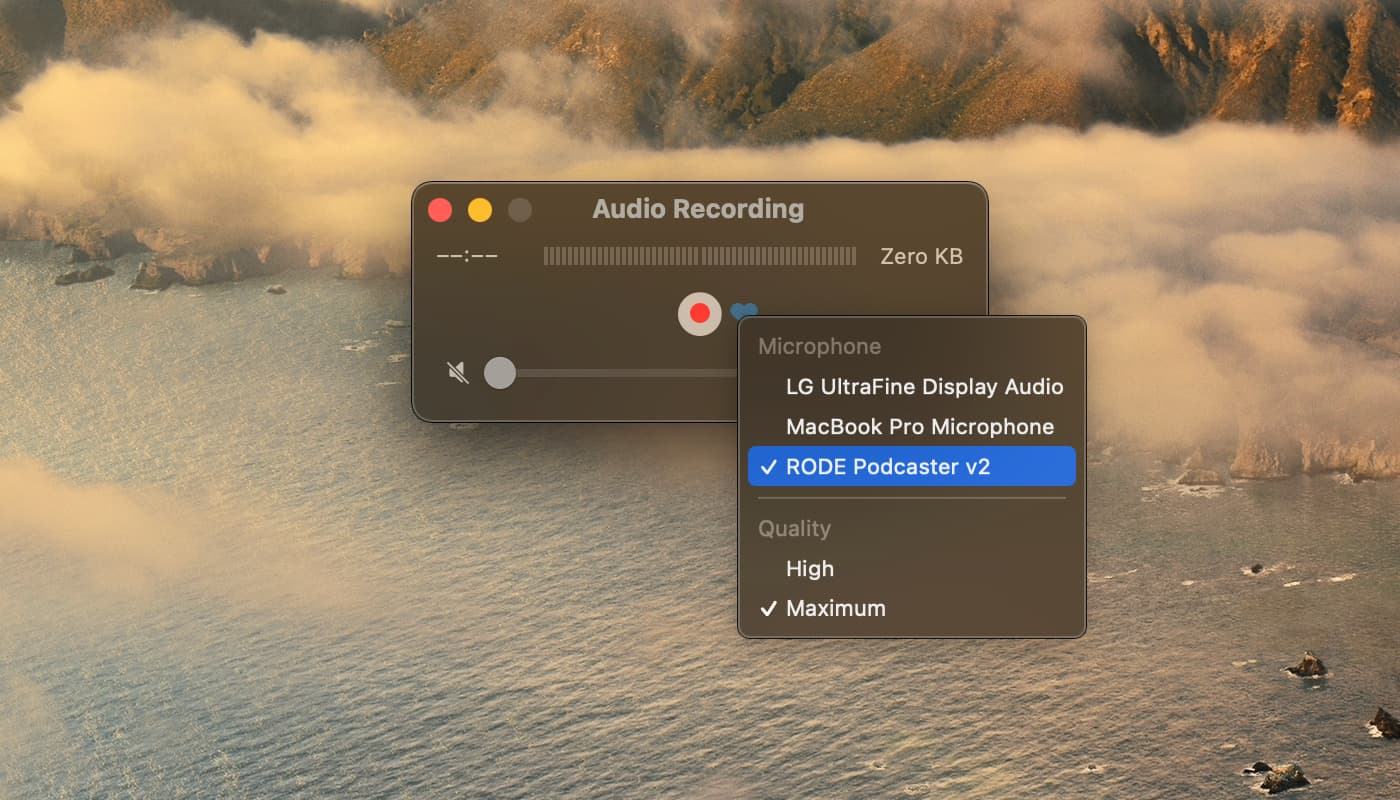 Audio Recording
--:-- Zero KB
Microphone
LG UltraFine Display Audio
MacBook Pro Microphone
✓ RODE Podcaster v2
Quality
High
✓ Maximum